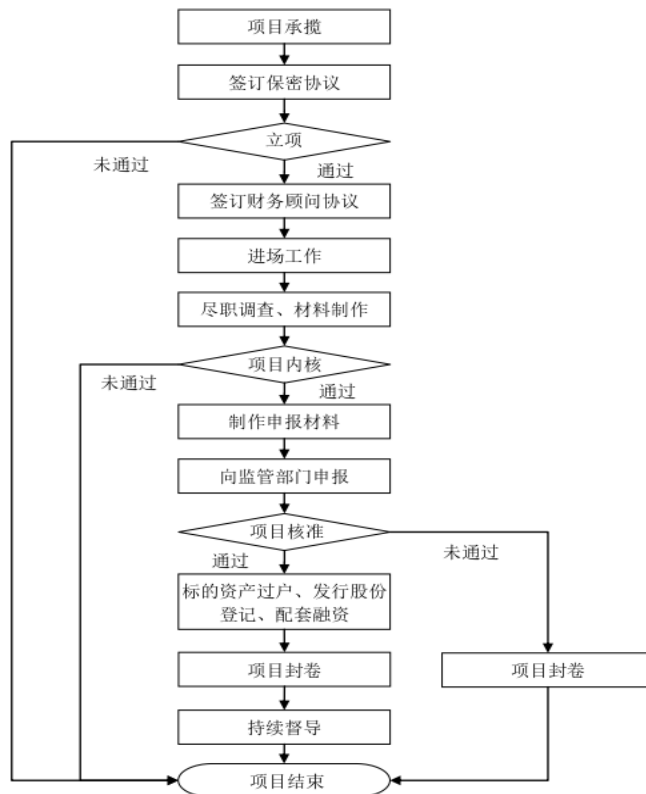 项目承揽
签订保密协议
立项
未通过
通过
签订财务顾问协议
进场工作
尽职调查、材料制作
项目内核
未通过
通过
制作申报材料
向监管部门申报
项目核准
通过
未通过
标的资产过户、发行股份
登记、配套融资
项目封卷
项目封卷
持续督导
项目结束